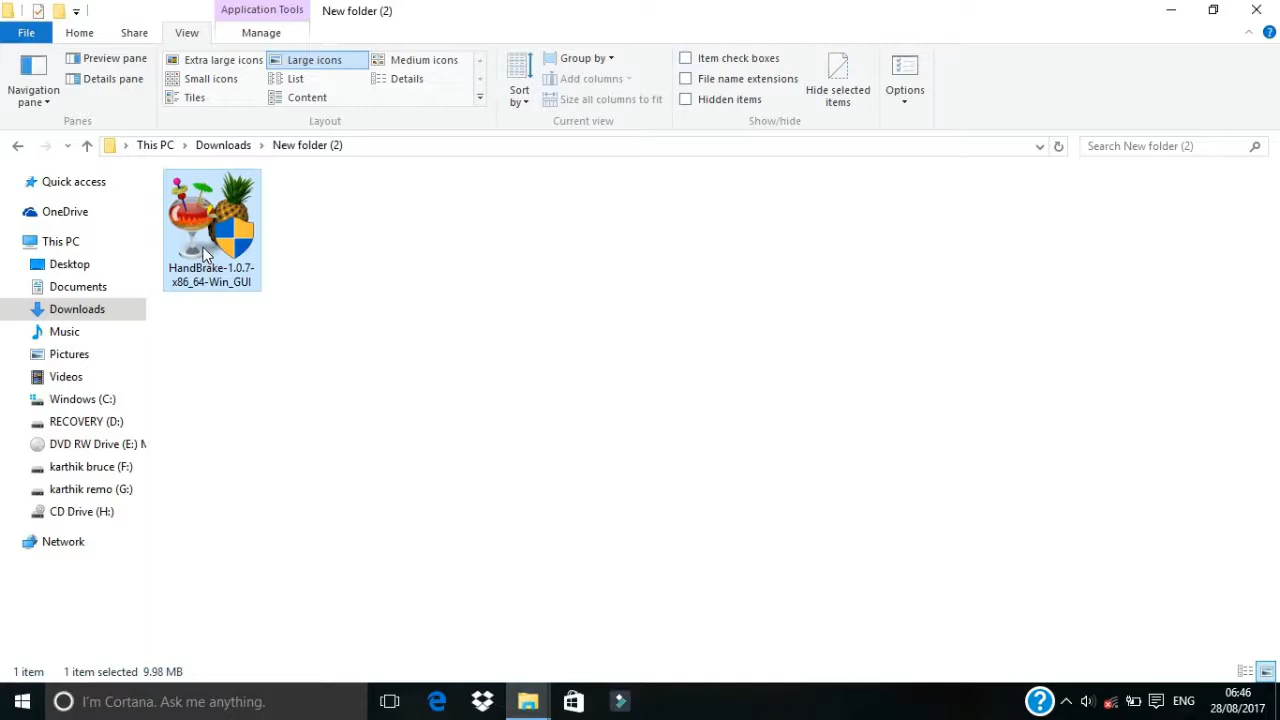 Application Tools
New folder (2)
File
Home
Share
View
Manage
Navigation
pane
Preview pane
Details pane
Panes
Extra large icons
Large icons
Medium icons
Small icons
List
Details
Tiles
Content
Layout
Sort
by
Group by
Add columns
Size all columns to fit
Current view
Item check boxes
File name extensions
Hidden items
Hide selected
items
Show/hide
Options
This PC
Downloads
New folder (2)
Search New folder (2)
Quick access
OneDrive
This PC
Desktop
Documents
Downloads
Music
Pictures
Videos
Windows (C:)
RECOVERY (D:)
DVD RW Drive (E:) M
karthik bruce (F:)
karthik remo (G:)
CD Drive (H:)
Network
HandBrake-1.0.7-
x86_64-Win_GUI
1 item
1 item selected 9.98 MB
I'm Cortana. Ask me anything.
ENG
06:46
28/08/2017